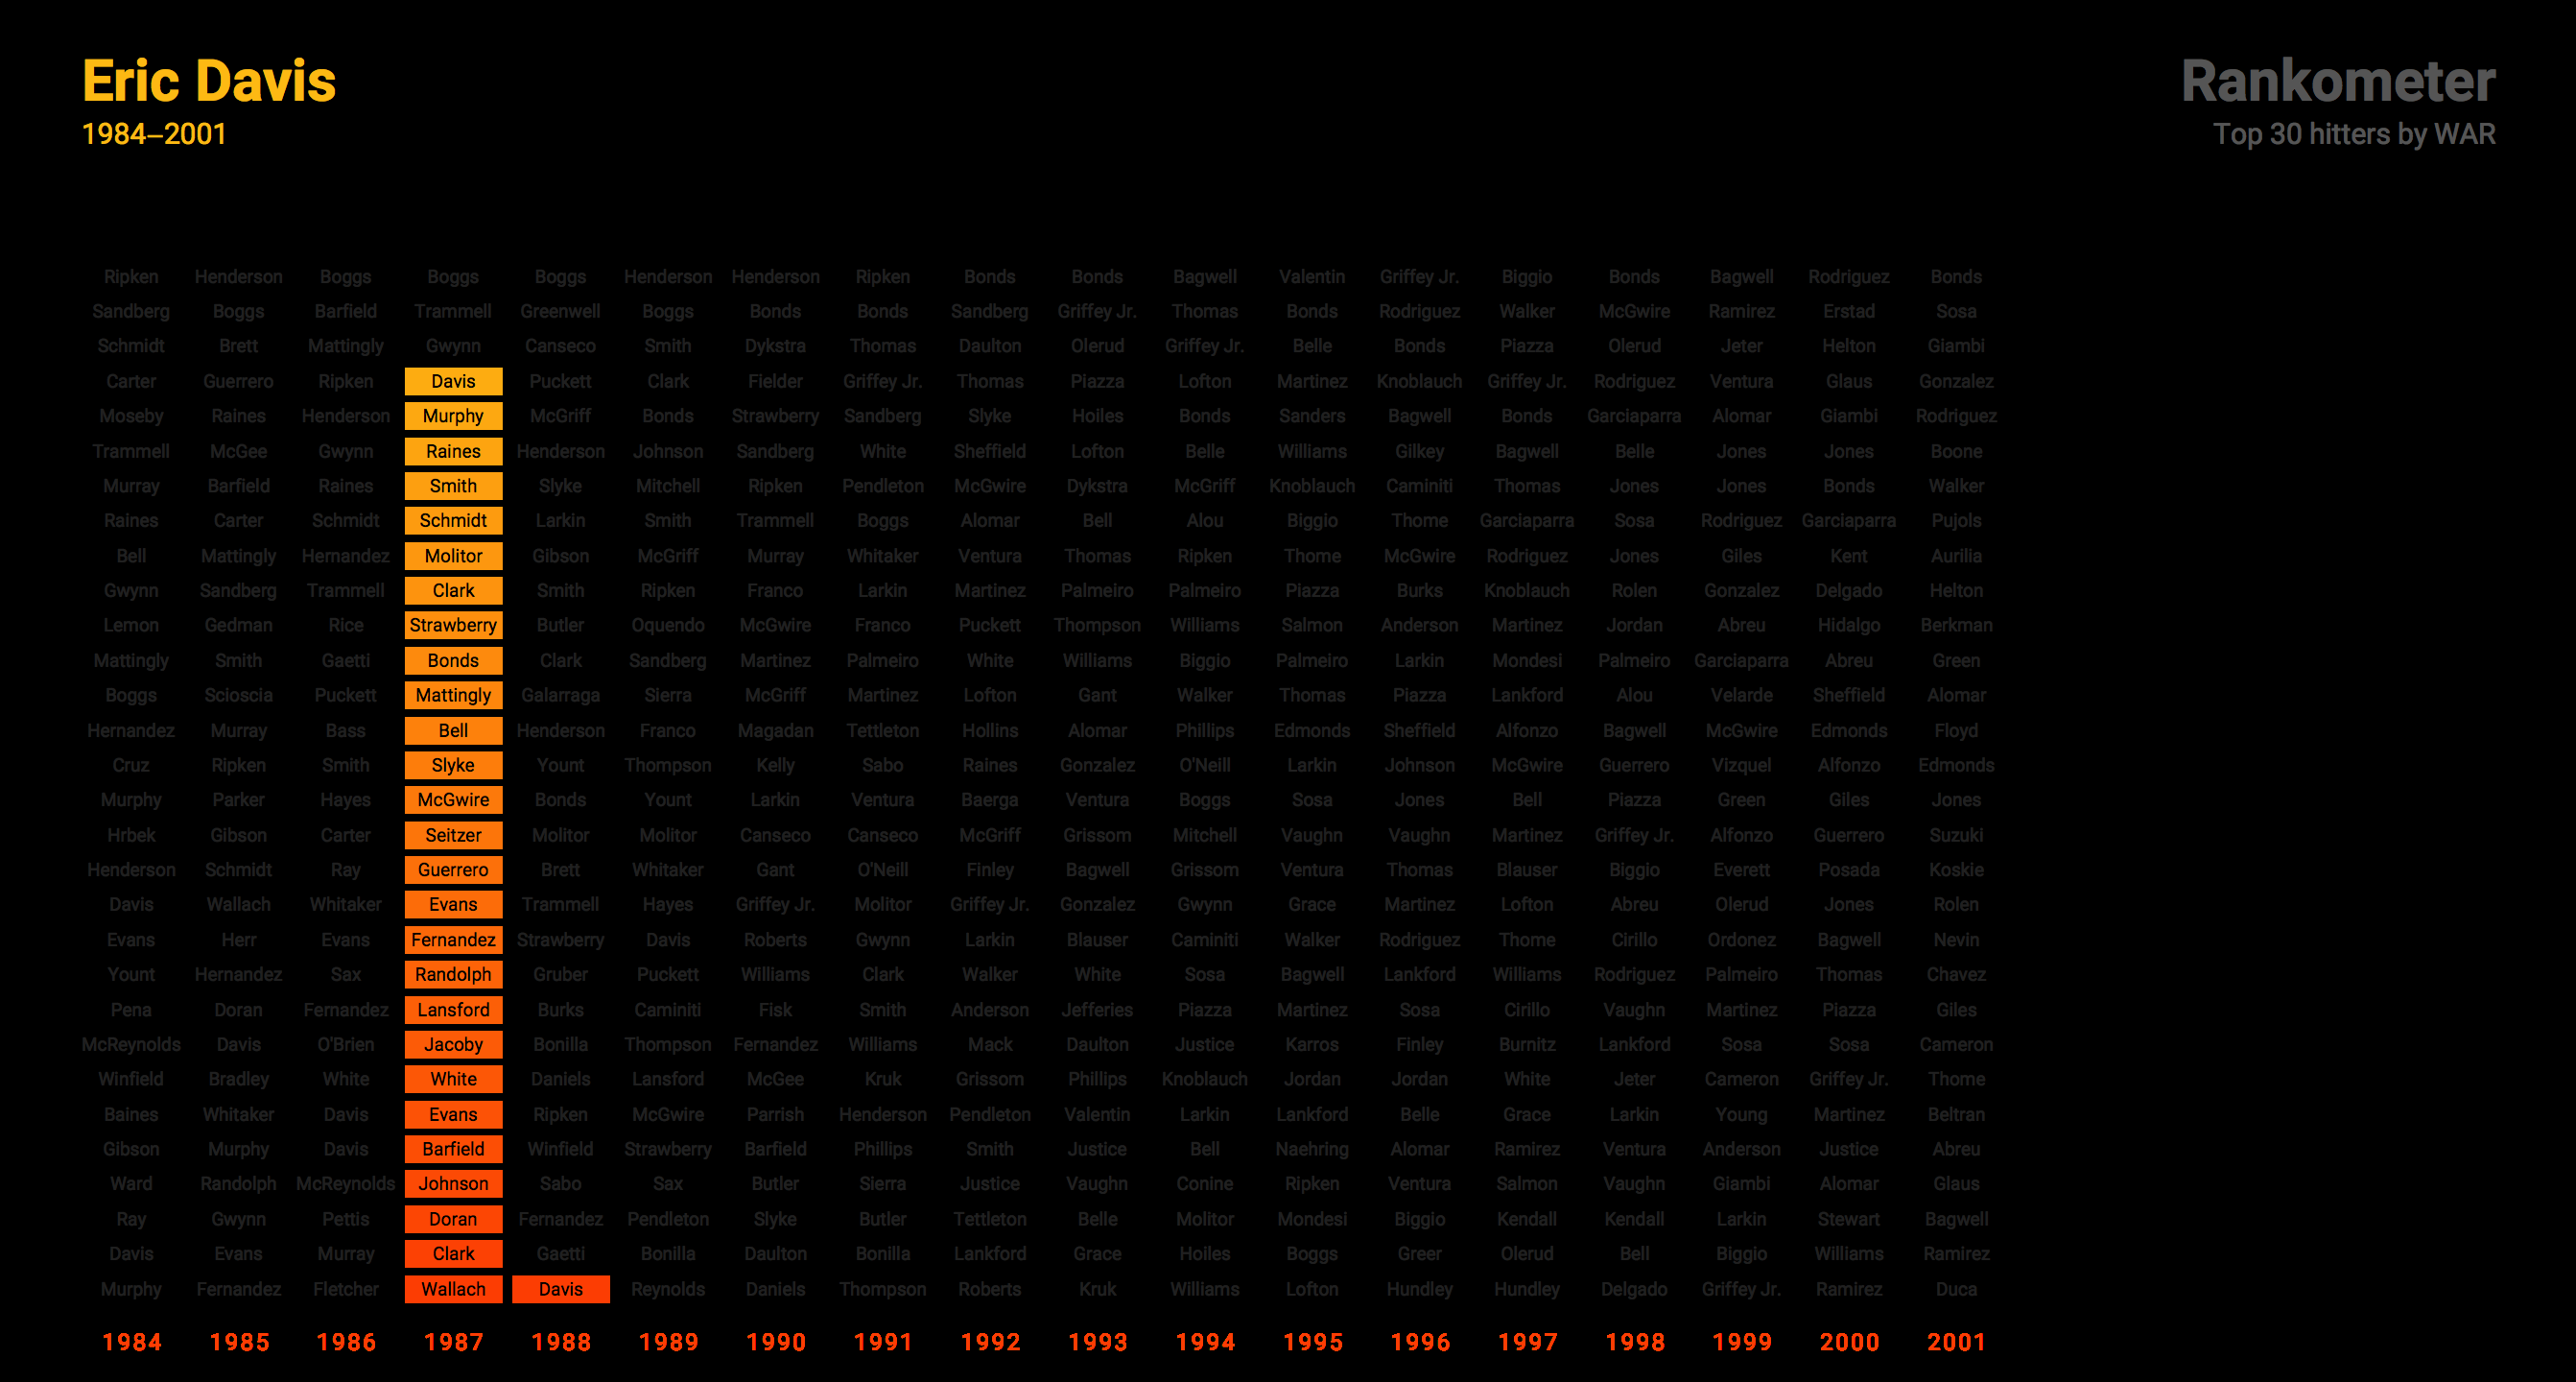 Eric Davis
1984–2001
Rankometer
Top 30 hitters by WAR
Ripken Henderson Boggs Boggs Boggs Henderson Henderson Ripken Bonds Bonds Bagwell Valentin Griffey Jr. Biggio Bonds Bagwell Rodriguez Bonds
Sandberg Boggs Barfield Trammell Greenwell Boggs Bonds Bonds Sandberg Griffey Jr. Thomas Bonds Rodriguez Walker McGwire Ramirez Erstad Sosa
Schmidt Brett Mattingly Gwynn Canseco Smith Dykstra Thomas Daulton Olerud Griffey Jr. Belle Bonds Piazza Olerud Jeter Helton Giambi
Carter Guerrero Ripken Davis Puckett Clark Fielder Griffey Jr. Thomas Piazza Lofton Martinez Knoblauch Griffey Jr. Rodriguez Ventura Glaus Gonzalez
Moseby Raines Henderson Murphy McGriff Bonds Strawberry Sandberg Slyke Hoiles Bonds Sanders Bagwell Bonds Garciaparra Alomar Giambi Rodriguez
Trammell McGee Gwynn Raines Henderson Johnson Sandberg White Sheffield Lofton Belle Williams Gilkey Bagwell Belle Jones Jones Boone
Murray Barfield Raines Smith Slyke Mitchell Ripken Pendleton McGwire Dykstra McGriff Knoblauch Caminiti Thomas Jones Jones Bonds Walker
Raines Carter Schmidt Schmidt Larkin Smith Trammell Boggs Alomar Bell Alou Biggio Thome Garciaparra Sosa Rodriguez Garciaparra Pujols
Bell Mattingly Hernandez Molitor Gibson McGriff Murray Whitaker Ventura Thomas Ripken Thome McGwire Rodriguez Jones Giles Kent Aurilia
Gwynn Sandberg Trammell Clark Smith Ripken Franco Larkin Martinez Palmeiro Palmeiro Piazza Burks Knoblauch Rolen Gonzalez Delgado Helton
Lemon Gedman Rice Strawberry Butler Oquendo McGwire Franco Puckett Thompson Williams Salmon Anderson Martinez Jordan Abreu Hidalgo Berkman
Mattingly Smith Gaetti Bonds Clark Sandberg Martinez Palmeiro White Williams Biggio Palmeiro Larkin Mondesi Palmeiro Garciaparra Abreu Green
Boggs Scioscia Puckett Mattingly Galarraga Sierra McGriff Martinez Lofton Gant Walker Thomas Piazza Lankford Alou Velarde Sheffield Alomar
Hernandez Murray Bass Bell Henderson Franco Magadan Tettleton Hollins Alomar Phillips Edmonds Sheffield Alfonzo Bagwell McGwire Edmonds Floyd
Cruz Ripken Smith Slyke Yount Thompson Kelly Sabo Raines Gonzalez O'Neill Larkin Johnson McGwire Guerrero Vizquel Alfonzo Edmonds
Murphy Parker Hayes McGwire Bonds Yount Larkin Ventura Baerga Ventura Boggs Sosa Jones Bell Piazza Green Giles Jones
Hrbek Gibson Carter Seitzer Molitor Molitor Canseco Canseco McGriff Grissom Mitchell Vaughn Vaughn Martinez Griffey Jr. Alfonzo Guerrero Suzuki
Henderson Schmidt Ray Guerrero Brett Whitaker Gant O'Neill Finley Bagwell Grissom Ventura Thomas Blauser Biggio Everett Posada Koskie
Davis Wallach Whitaker Evans Trammell Hayes Griffey Jr. Molitor Griffey Jr. Gonzalez Gwynn Grace Martinez Lofton Abreu Olerud Jones Rolen
Evans Herr Evans Fernandez Strawberry Davis Roberts Gwynn Larkin Blauser Caminiti Walker Rodriguez Thome Cirillo Ordonez Bagwell Nevin
Yount Hernandez Sax Randolph Gruber Puckett Williams Clark Walker White Sosa Bagwell Lankford Williams Rodriguez Palmeiro Thomas Chavez
Pena Doran Fernandez Lansford Burks Caminiti Fisk Smith Anderson Jefferies Piazza Martinez Sosa Cirillo Vaughn Martinez Piazza Giles
McReynolds Davis O'Brien Jacoby Bonilla Thompson Fernandez Williams Mack Daulton Justice Karros Finley Burnitz Lankford Sosa Sosa Cameron
Winfield Bradley White White Daniels Lansford McGee Kruk Grissom Phillips Knoblauch Jordan Jordan White Jeter Cameron Griffey Jr. Thome
Baines Whitaker Davis Evans Ripken McGwire Parrish Henderson Pendleton Valentin Larkin Lankford Belle Grace Larkin Young Martinez Beltran
Gibson Murphy Davis Barfield Winfield Strawberry Barfield Phillips Smith Justice Bell Naehring Alomar Ramirez Ventura Anderson Justice Abreu
Ward Randolph McReynolds Johnson Sabo Sax Butler Sierra Justice Vaughn Conine Ripken Ventura Salmon Vaughn Giambi Alomar Glaus
Ray Gwynn Pettis Doran Fernandez Pendleton Slyke Butler Tettleton Belle Molitor Mondesi Biggio Kendall Kendall Larkin Stewart Bagwell
Davis Evans Murray Clark Gaetti Bonilla Daulton Bonilla Lankford Grace Hoiles Boggs Greer Olerud Bell Biggio Williams Ramirez
Murphy Fernandez Fletcher Wallach Davis Reynolds Daniels Thompson Roberts Kruk Williams Lofton Hundley Hundley Delgado Griffey Jr. Ramirez Duca
1984 1985 1986 1987 1988 1989 1990 1991 1992 1993 1994 1995 1996 1997 1998 1999 2000 2001